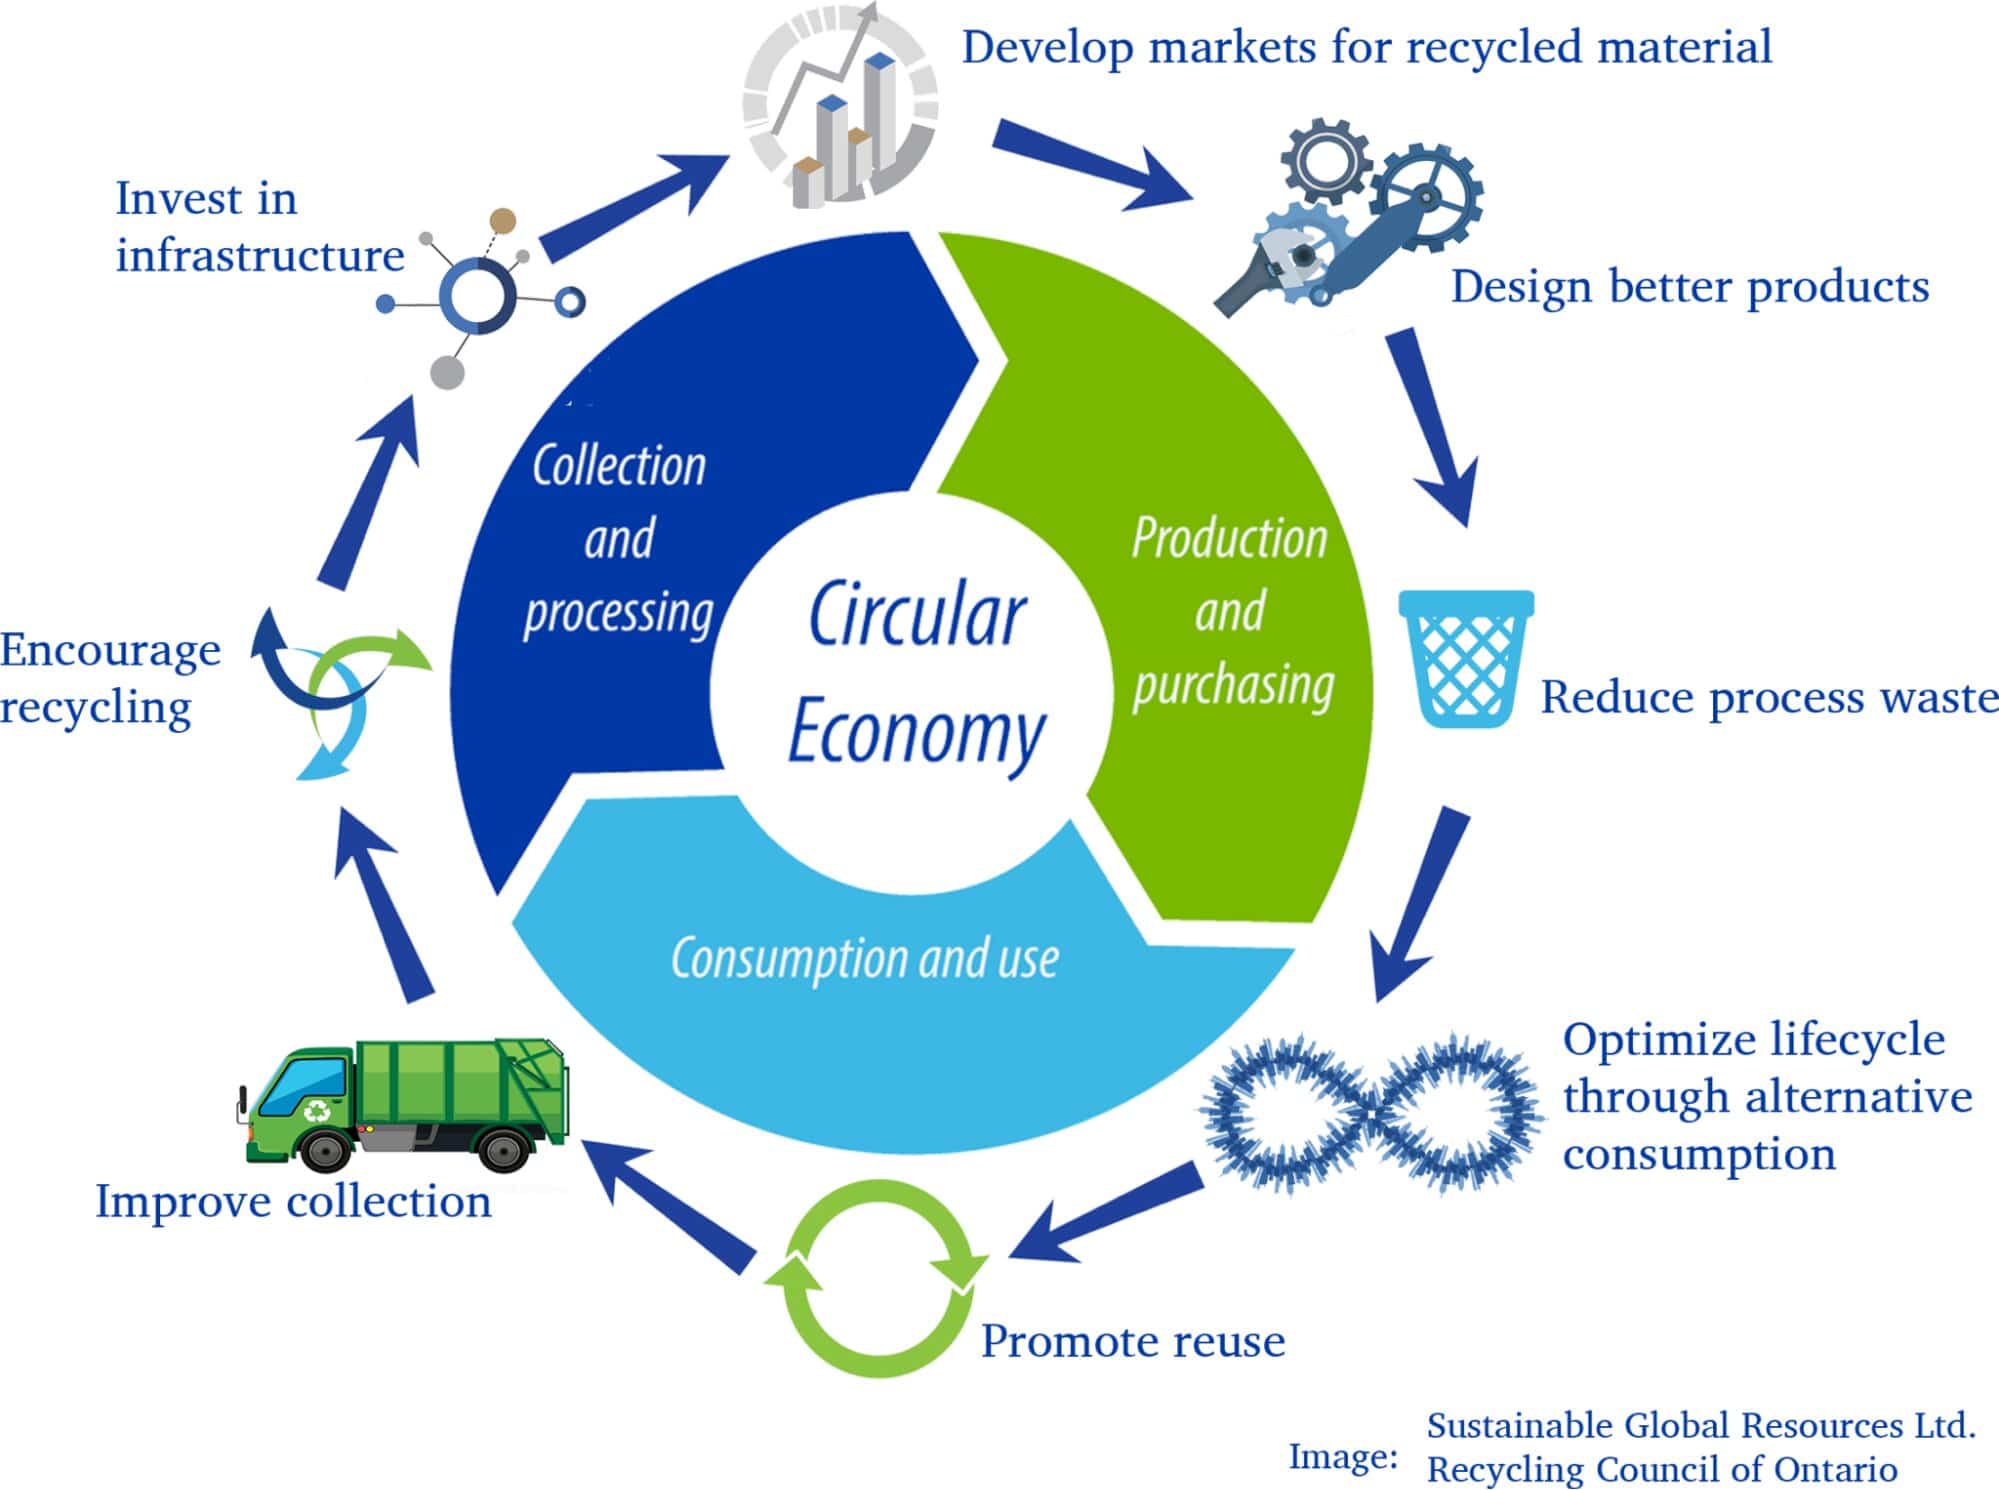 Develop markets for recycled material
Design better products
Reduce process waste
Optimize lifecycle
through alternative
consumption
Promote reuse
Improve collection
Encourage
recycling
Invest in
infrastructure
Collection
and
processing
Production
and
purchasing
Consumption and use
Circular
Economy
Image:
Sustainable Global Resources Ltd.
Recycling Council of Ontario